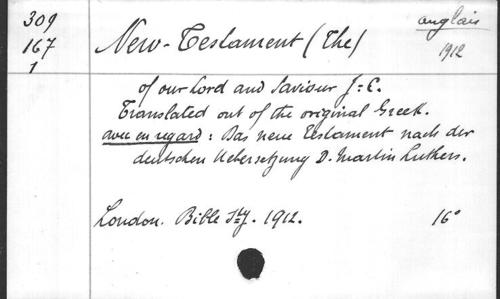 309
167
1
New-Testament (The)
anglais
1912
of our Lord and Saviour J: C.
Translated out of the original Greek.
avec en regard : Das neue Testament nach der
deutschen Uebersetzung D. Martin Luthers.
London. Bible Sty. 1912.
16°